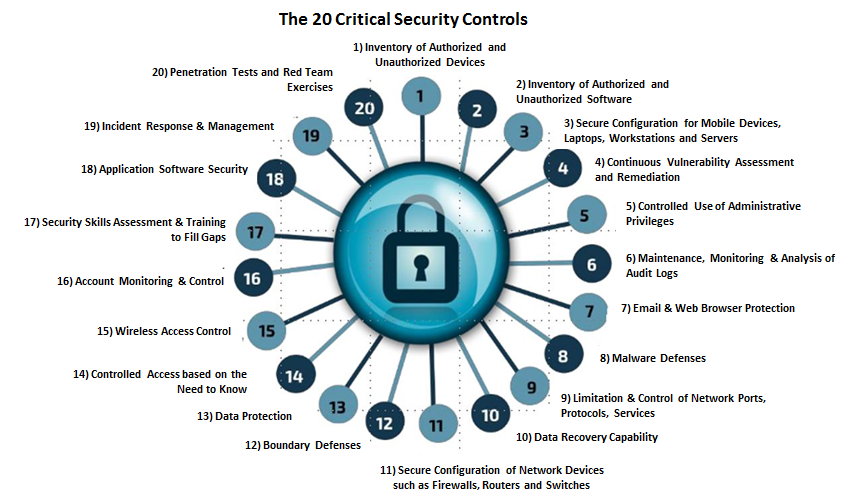 The 20 Critical Security Controls
1) Inventory of Authorized and
Unauthorized Devices
2) Inventory of Authorized and
Unauthorized Software
3) Secure Configuration for Mobile Devices,
Laptops, Workstations and Servers
4) Continuous Vulnerability Assessment
and Remediation
5) Controlled Use of Administrative
Privileges
6) Maintenance, Monitoring & Analysis of
Audit Logs
7) Email & Web Browser Protection
8) Malware Defenses
9) Limitation & Control of Network Ports,
Protocols, Services
10) Data Recovery Capability
11) Secure Configuration of Network Devices
such as Firewalls, Routers and Switches
12) Boundary Defenses
13) Data Protection
14) Controlled Access based on the
Need to Know
15) Wireless Access Control
16) Account Monitoring & Control
17) Security Skills Assessment & Training
to Fill Gaps
18) Application Software Security
19) Incident Response & Management
20) Penetration Tests and Red Team
Exercises
1
2
3
4
5
6
7
8
9
10
11
12
13
14
15
16
17
18
19
20